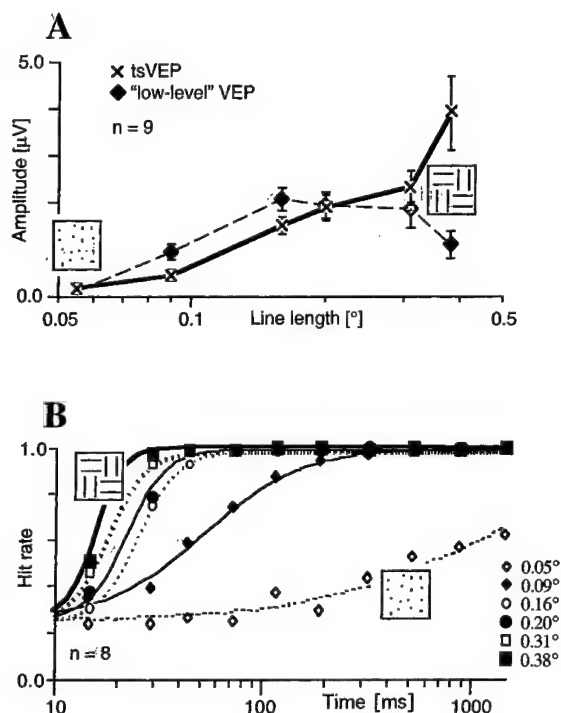 A
5.0
tsVEP
"low-level" VEP
n = 9
Amplitude [µV]
0.0
0.05
0.1
Line length [°]
0.5
B
1.0
Hit rate
0.0
n = 8
0.05°
0.09°
0.16°
0.20°
0.31°
0.38°
10
100
Time [ms]
1000